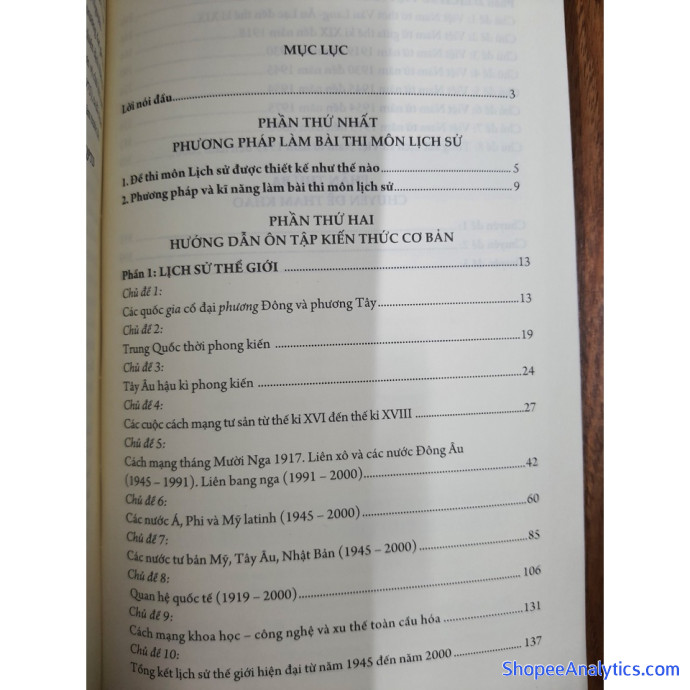 MỤC LỤC
Lời nói đầu....................3
PHẦN THỨ NHẤT
PHƯƠNG PHÁP LÀM BÀI THI MÔN LỊCH SỬ
1. Đề thi môn Lịch sử được thiết kế như thế nào....................5
2. Phương pháp và kĩ năng làm bài thi môn lịch sử....................9
PHẦN THỨ HAI
HƯỚNG DẪN ÔN TẬP KIẾN THỨC CƠ BẢN
Phần 1: LỊCH SỬ THẾ GIỚI ....................13
Chủ đề 1:
Các quốc gia cổ đại phương Đông và phương Tây....................13
Chủ đề 2:
Trung Quốc thời phong kiến ....................19
Chủ đề 3:
Tây Âu hậu kì phong kiến ....................24
Chủ đề 4:
Các cuộc cách mạng tư sản từ thế kỉ XVI đến thế kỉ XVIII ....................27
Chủ đề 5:
Cách mạng tháng Mười Nga 1917. Liên xô và các nước Đông Âu
(1945 – 1991). Liên bang nga (1991 – 2000)....................42
Chủ đề 6:
Các nước Á, Phi và Mỹ latinh (1945 – 2000)....................60
Chủ đề 7:
Các nước tư bản Mỹ, Tây Âu, Nhật Bản (1945 – 2000)....................85
Chủ đề 8:
Quan hệ quốc tế (1919 – 2000)....................106
Chủ đề 9:
Cách mạng khoa học – công nghệ và xu thế toàn cầu hóa ....................131
Chủ đề 10:
Tổng kết lịch sử thế giới hiện đại từ năm 1945 đến năm 2000....................137
ShopeeAnalytics.com